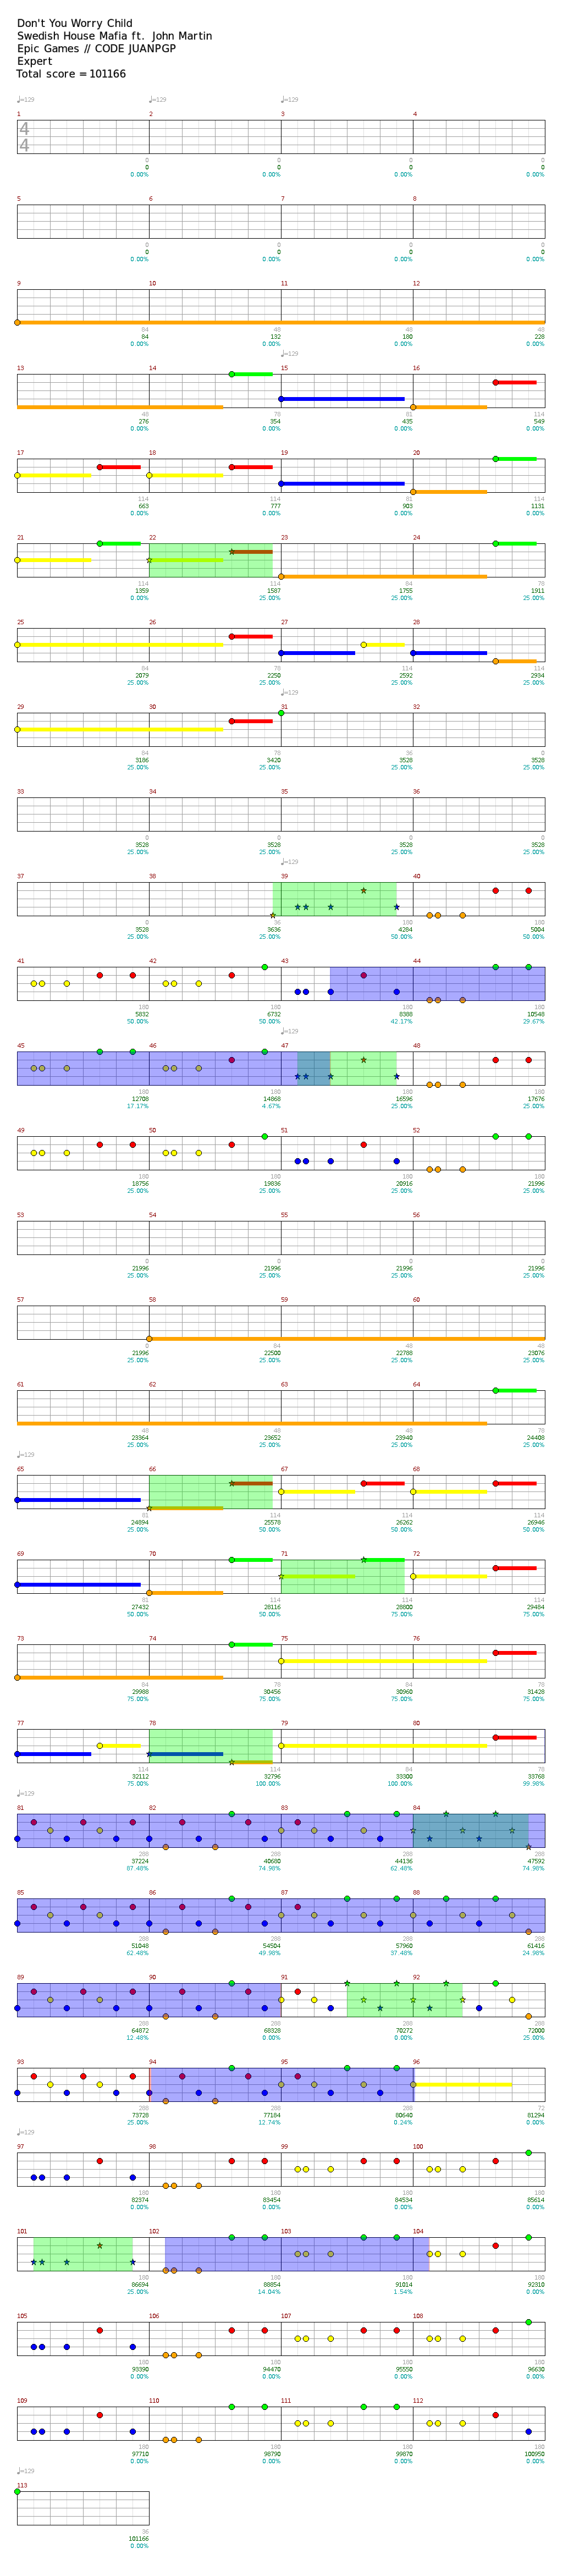 Don't You Worry Child
Swedish House Mafia ft.  John Martin
Epic Games // CODE JUANPGP
Expert
Total score = 101166
♩=129 ♩=129 ♩=129
1 2 3 4
4
4
0 0 0 0
0 0 0 0
0.00% 0.00% 0.00% 0.00%
5 6 7 8
0 0 0 0
0 0 0 0
0.00% 0.00% 0.00% 0.00%
9 10 11 12
84 48 48 48
84 132 180 228
0.00% 0.00% 0.00% 0.00%
♩=129
13 14 15 16
48 78 81 114
276 354 435 549
0.00% 0.00% 0.00% 0.00%
17 18 19 20
114 114 81 114
663 777 903 1131
0.00% 0.00% 0.00% 0.00%
21 22 23 24
114 114 84 78
1359 1587 1755 1911
0.00% 25.00% 25.00% 25.00%
25 26 27 28
84 78 114 114
2079 2250 2592 2934
25.00% 25.00% 25.00% 25.00%
♩=129
29 30 31 32
84 78 36 0
3186 3420 3528 3528
25.00% 25.00% 25.00% 25.00%
33 34 35 36
0 0 0 0
3528 3528 3528 3528
25.00% 25.00% 25.00% 25.00%
♩=129
37 38 39 40
0 36 180 180
3528 3636 4284 5004
25.00% 25.00% 50.00% 50.00%
41 42 43 44
180 180 180 180
5832 6732 8388 10548
50.00% 50.00% 42.17% 29.67%
♩=129
45 46 47 48
180 180 180 180
12708 14868 16596 17676
17.17% 4.67% 25.00% 25.00%
49 50 51 52
180 180 180 180
18756 19836 20916 21996
25.00% 25.00% 25.00% 25.00%
53 54 55 56
0 0 0 0
21996 21996 21996 21996
25.00% 25.00% 25.00% 25.00%
57 58 59 60
0 84 48 48
21996 22500 22788 23076
25.00% 25.00% 25.00% 25.00%
61 62 63 64
48 48 48 78
23364 23652 23940 24408
25.00% 25.00% 25.00% 25.00%
♩=129
65 66 67 68
81 114 114 114
24894 25578 26262 26946
25.00% 50.00% 50.00% 50.00%
69 70 71 72
81 114 114 114
27432 28116 28800 29484
50.00% 50.00% 75.00% 75.00%
73 74 75 76
84 78 84 78
29988 30456 30960 31428
75.00% 75.00% 75.00% 75.00%
77 78 79 80
114 114 84 78
32112 32796 33300 33768
75.00% 100.00% 100.00% 99.98%
♩=129
81 82 83 84
288 288 288 288
37224 40680 44136 47592
87.48% 74.98% 62.48% 74.98%
85 86 87 88
288 288 288 288
51048 54504 57960 61416
62.48% 49.98% 37.48% 24.98%
89 90 91 92
288 288 288 288
64872 68328 70272 72000
12.48% 0.00% 0.00% 25.00%
93 94 95 96
288 288 288 72
73728 77184 80640 81294
25.00% 12.74% 0.24% 0.00%
♩=129
97 98 99 100
180 180 180 180
82374 83454 84534 85614
0.00% 0.00% 0.00% 0.00%
101 102 103 104
180 180 180 180
86694 88854 91014 92310
25.00% 14.04% 1.54% 0.00%
105 106 107 108
180 180 180 180
93390 94470 95550 96630
0.00% 0.00% 0.00% 0.00%
109 110 111 112
180 180 180 180
97710 98790 99870 100950
0.00% 0.00% 0.00% 0.00%
♩=129
113
36
101166
0.00%